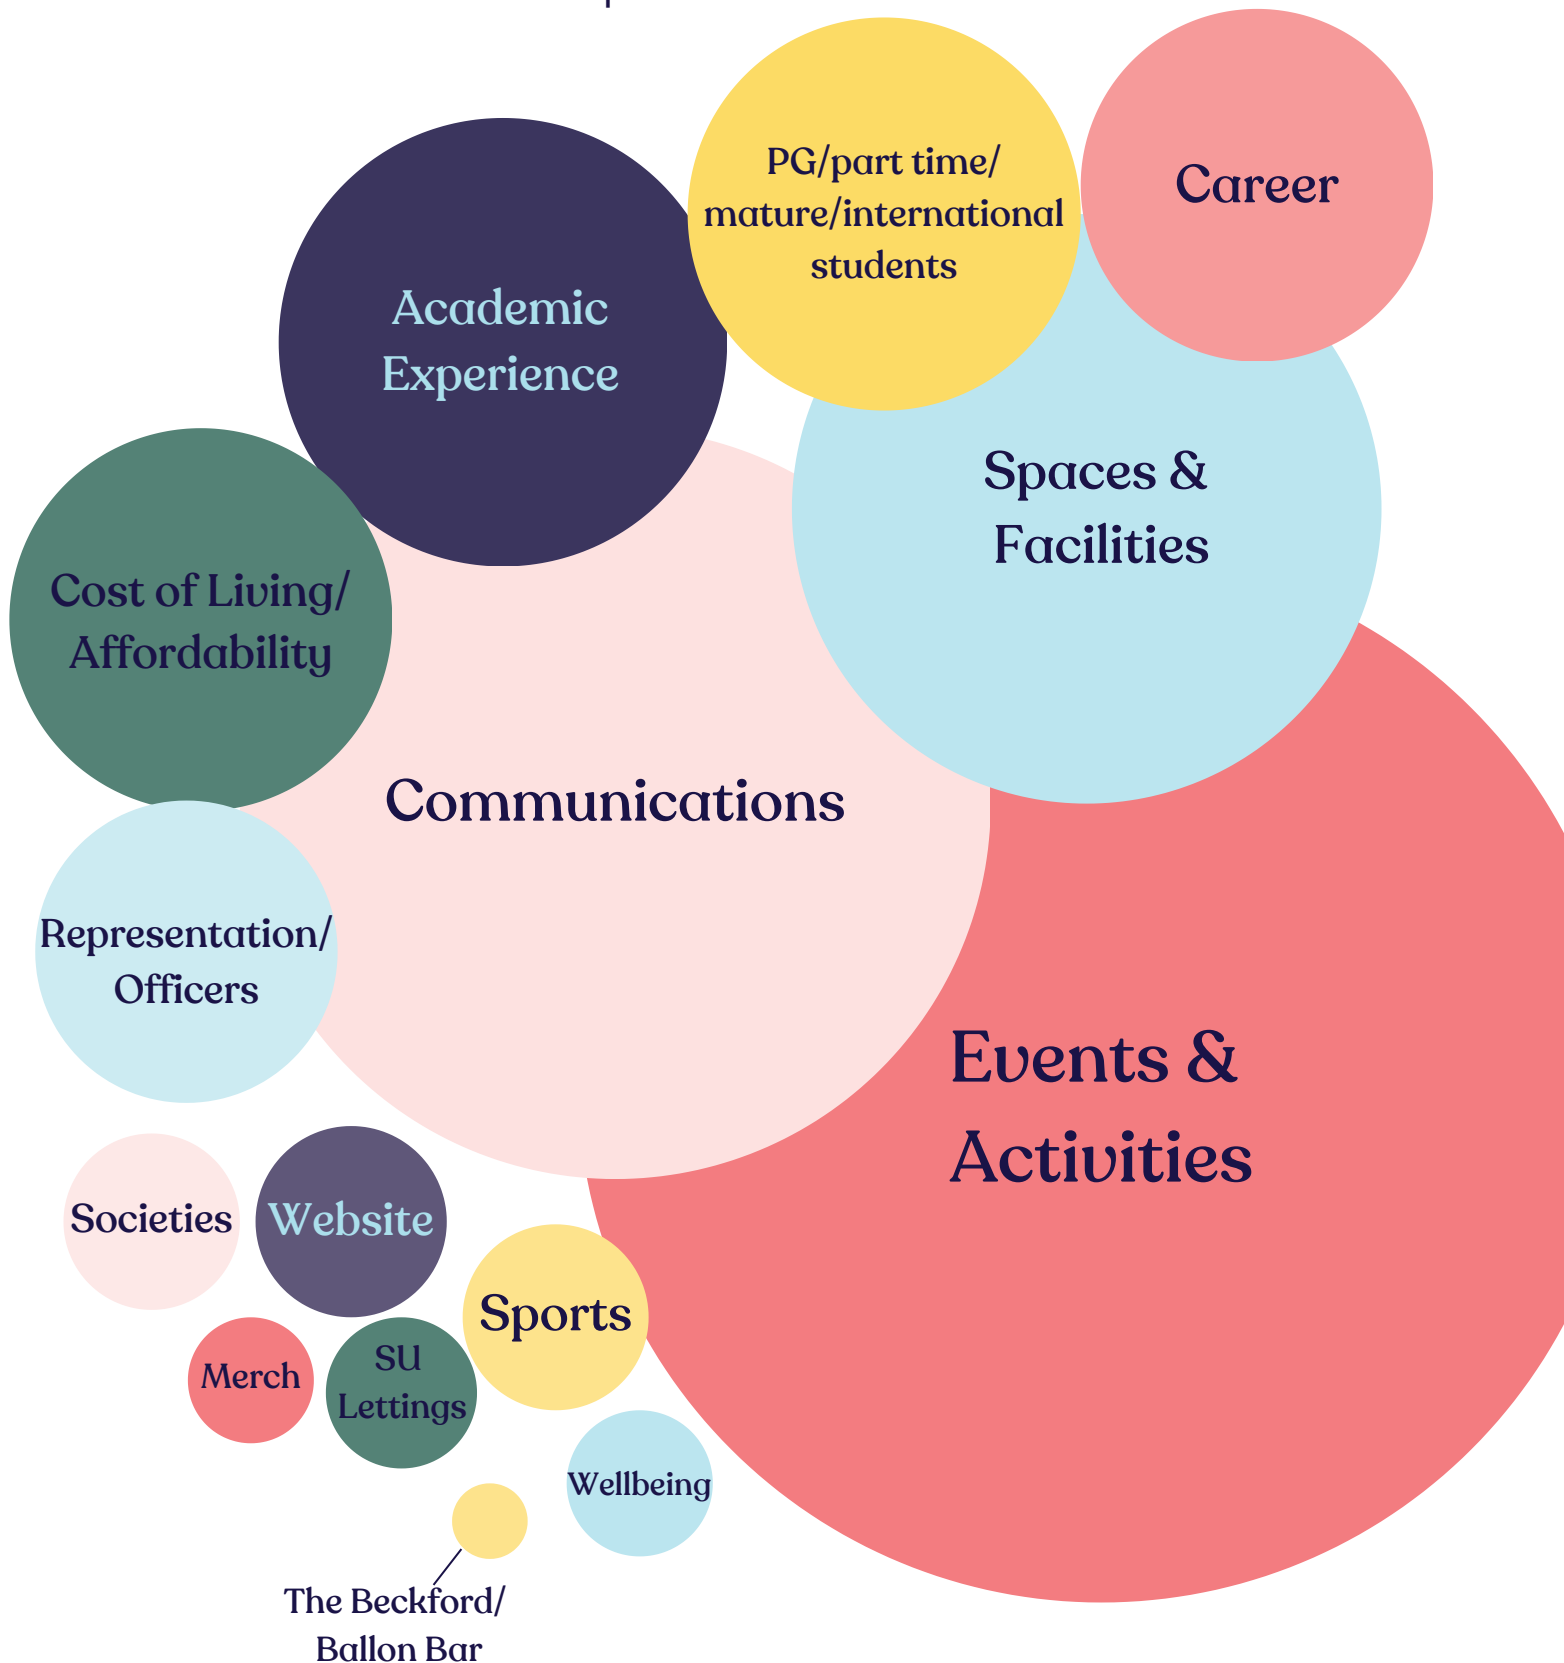 PG/part time/
mature/international
students
Career
Academic
Experience
Spaces &
Facilities
Cost of Living/
Affordability
Communications
Representation/
Officers
Events &
Activities
Societies
Website
Sports
Merch
SU
Lettings
Wellbeing
The Beckford/
Ballon Bar